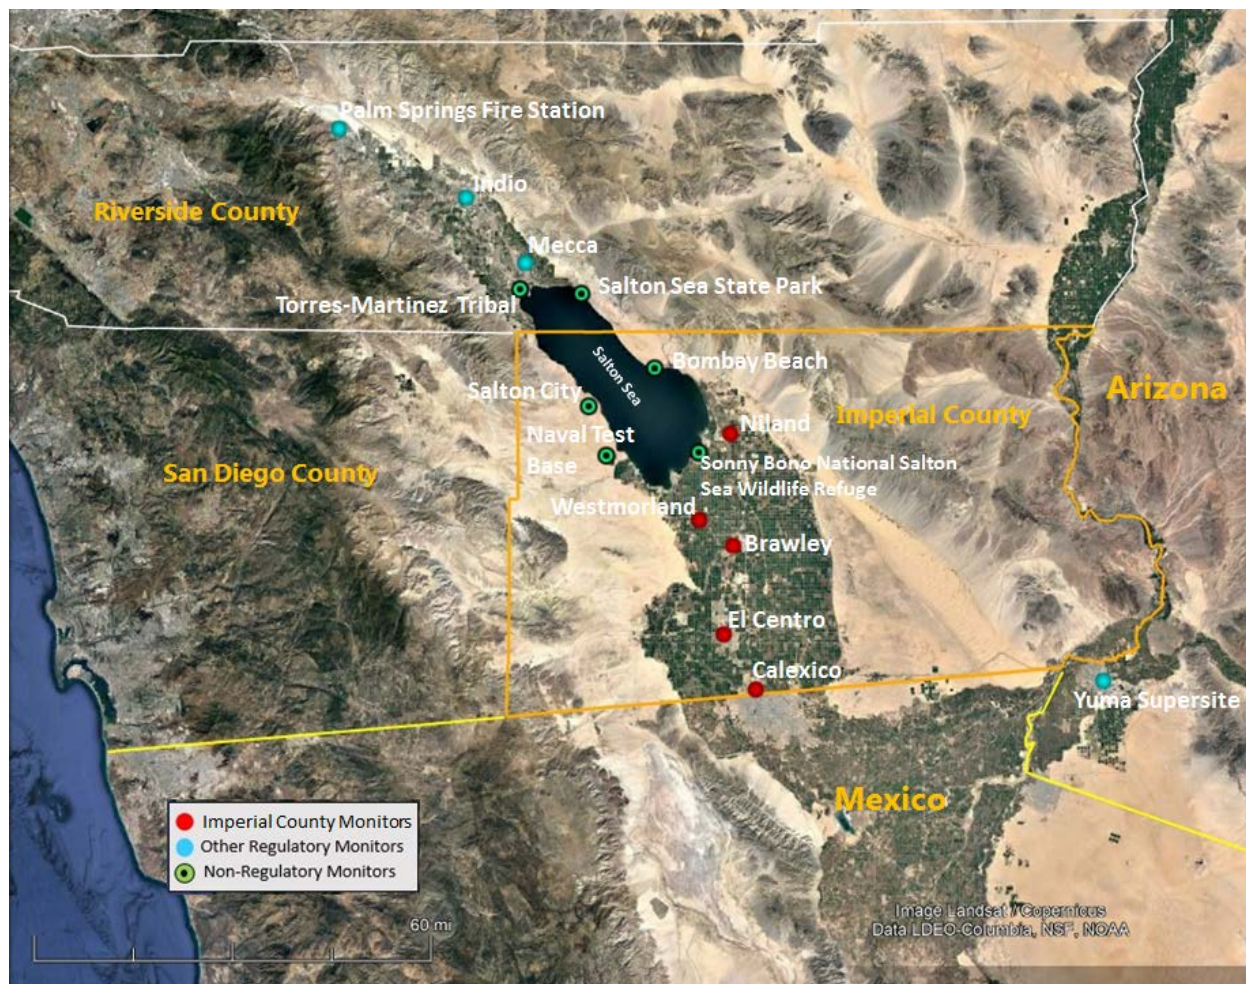 Palm Springs Fire Station
Indio
Riverside County
Mecca
Salton Sea State Park
Torres-Martinez Tribal
Salton Sea
Bombay Beach
Arizona
Salton City
Imperial County
Niland
Naval Test
Base
San Diego County
Sonny Bono National Salton
Sea Wildlife Refuge
Westmorland
Brawley
El Centro
Calexico
Yuma Supersite
Mexico
Imperial County Monitors
Other Regulatory Monitors
Non-Regulatory Monitors
60 mi
Image Landsat / Copernicus
Data LDEO-Columbia, NSF, NOAA